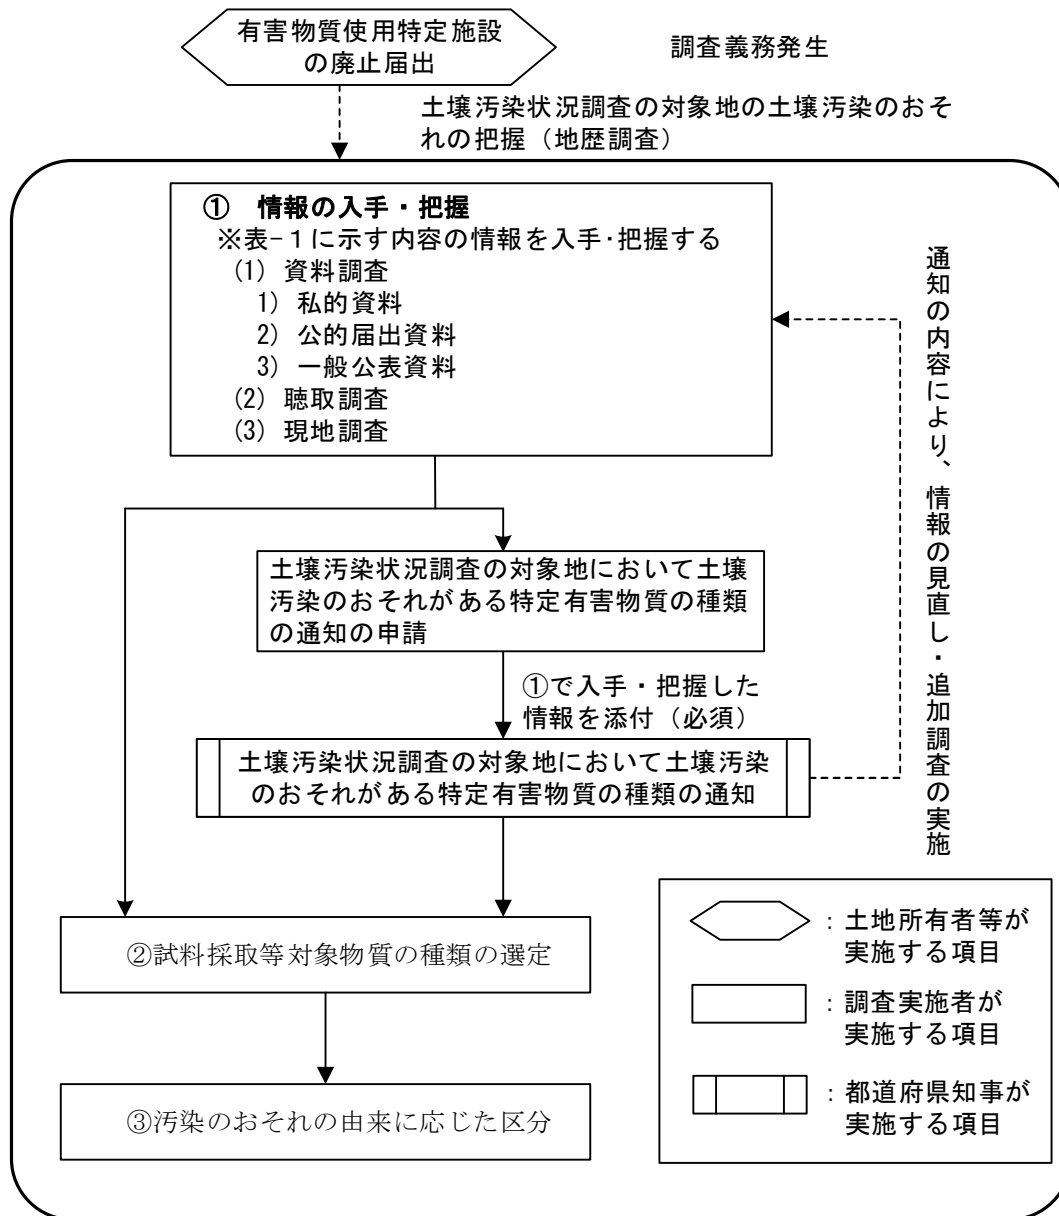 有害物質使用特定施設
の廃止届出
調査義務発生
土壌汚染状況調査の対象地の土壌汚染のおそ
れの把握（地歴調査）
①　情報の入手・把握
※表-１に示す内容の情報を入手･把握する
(1) 資料調査
1) 私的資料
2) 公的届出資料
3) 一般公表資料
(2) 聴取調査
(3) 現地調査
通知の内容により、情報の見直し・追加調査の実施
土壌汚染状況調査の対象地において土壌
汚染のおそれがある特定有害物質の種類
の通知の申請
①で入手・把握した
情報を添付（必須）
土壌汚染状況調査の対象地において土壌汚染
のおそれがある特定有害物質の種類の通知
②試料採取等対象物質の種類の選定
③汚染のおそれの由来に応じた区分
：土地所有者等が
実施する項目
：調査実施者が
実施する項目
：都道府県知事が
実施する項目